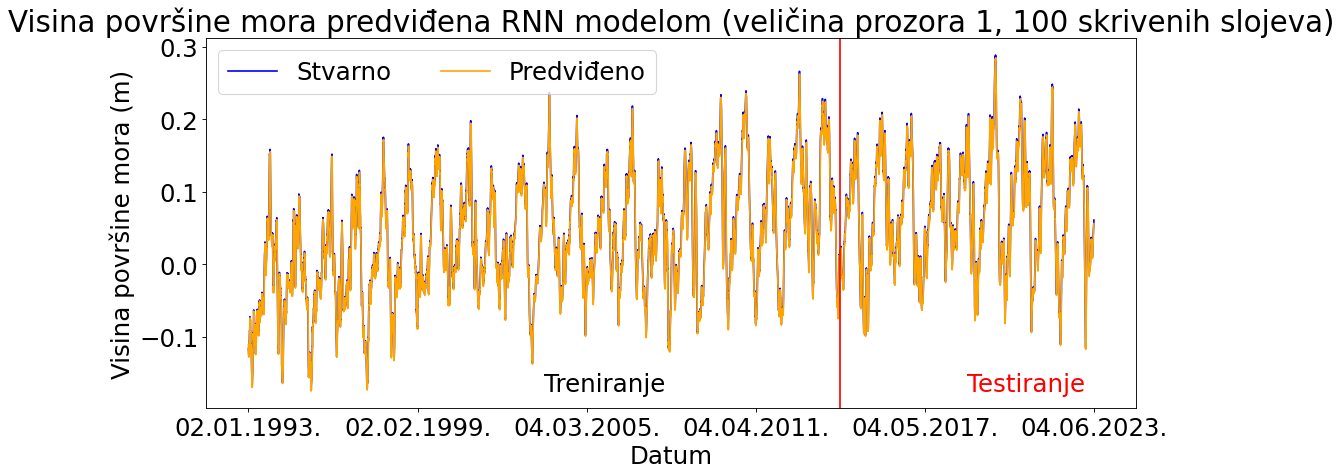 Visina površine mora predviđena RNN modelom (veličina prozora 1, 100 skrivenih slojeva)
Stvarno
Predviđeno
Visina površine mora (m)
0.3
0.2
0.1
0.0
−0.1
Treniranje
Testiranje
02.01.1993.
02.02.1999.
04.03.2005.
04.04.2011.
04.05.2017.
04.06.2023.
Datum